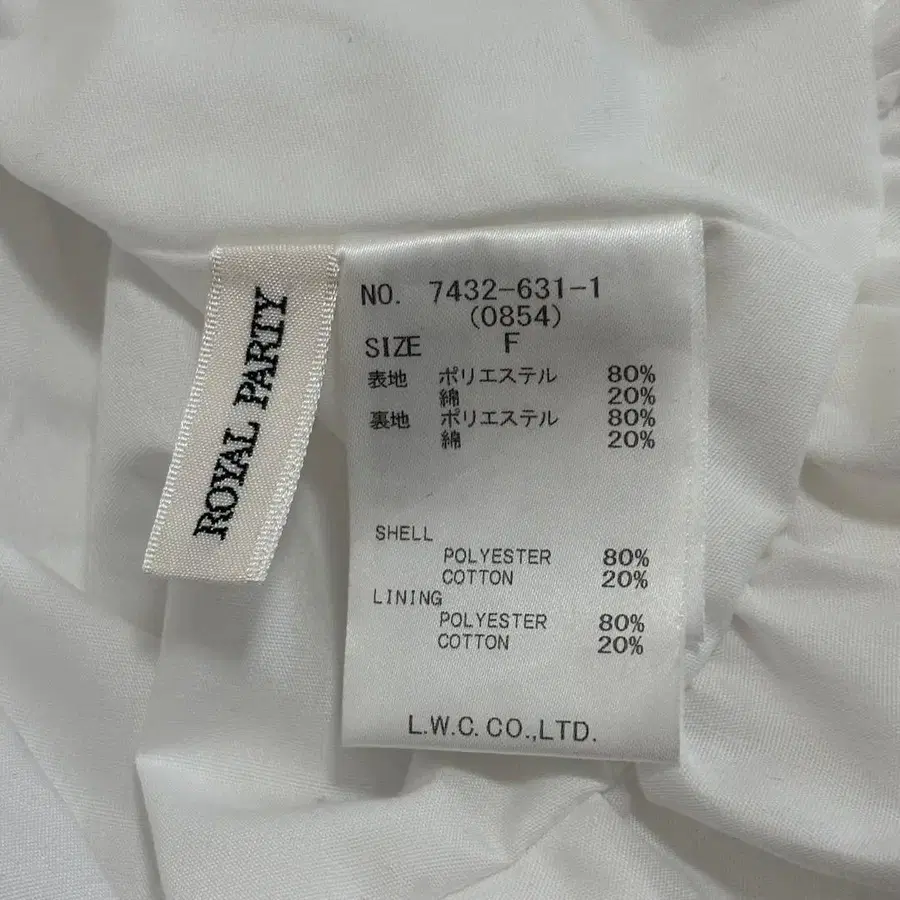 ROYAL PARTY
NO. 7432-631-1
(0854)
SIZE F
表地 ポリエステル 80%
綿 20%
裏地 ポリエステル 80%
綿 20%
SHELL
POLYESTER 80%
COTTON 20%
LINING
POLYESTER 80%
COTTON 20%
L.W.C. CO.,LTD.